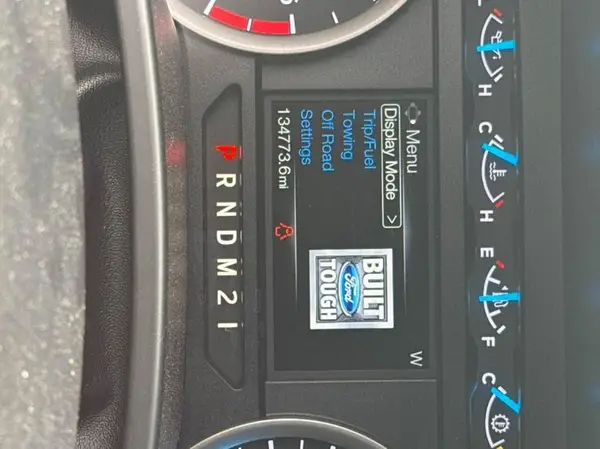 H
C
H
E
F
C
Menu
W
Display Mode >
Trip/Fuel
Towing
Off Road
Settings
134773.6mi
BUILT
Ford
TOUGH
P R N D M 2 1